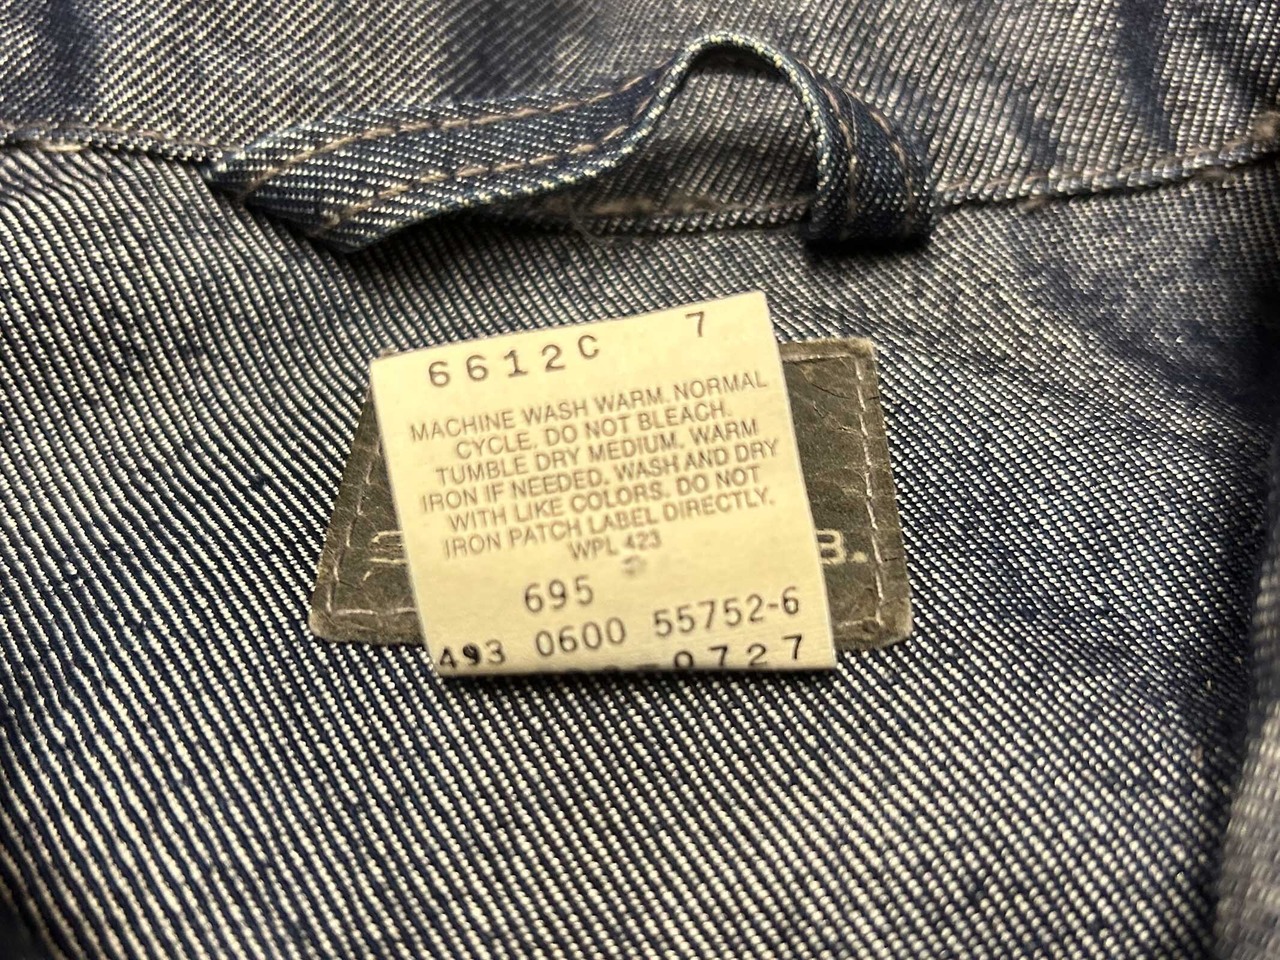 6612C 7
MACHINE WASH WARM. NORMAL
CYCLE. DO NOT BLEACH.
TUMBLE DRY MEDIUM. WARM
IRON IF NEEDED. WASH AND DRY
WITH LIKE COLORS. DO NOT
IRON PATCH LABEL DIRECTLY.
WPL 423
695
493 0600 55752-6
0727
B.